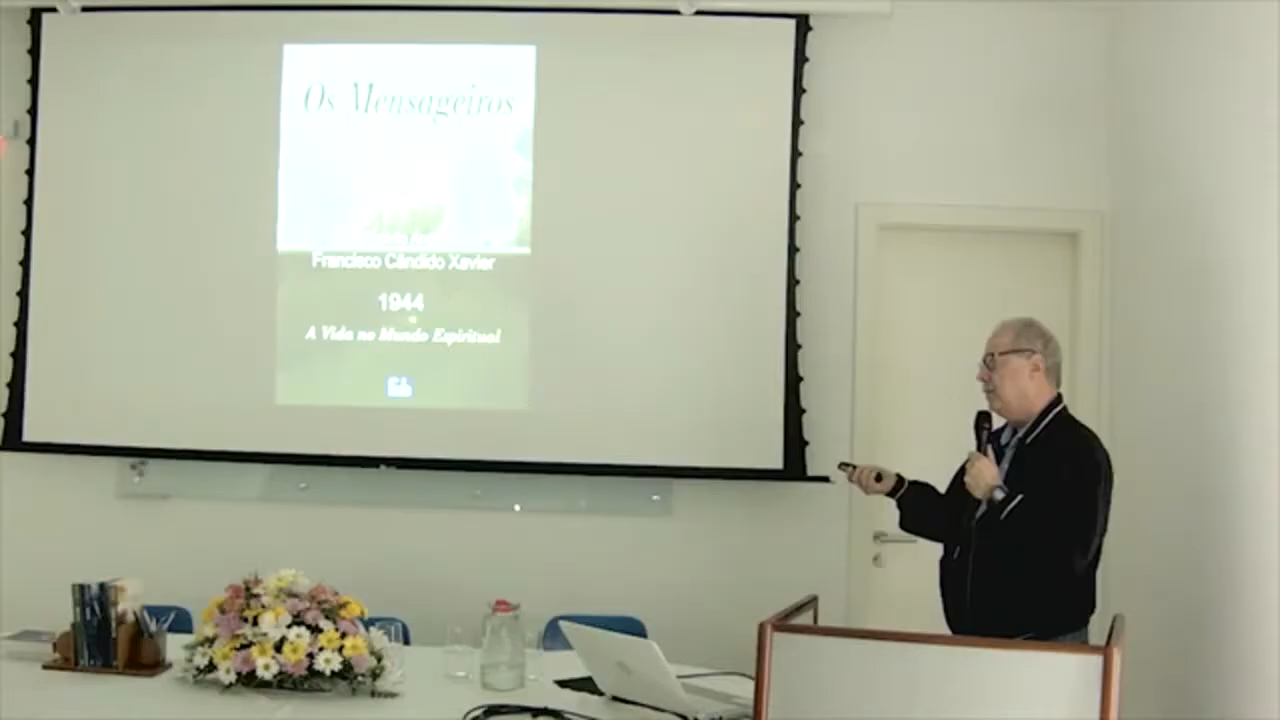 Os Mensageiros
Francisco Cândido Xavier
1944
A Vida no Mundo Espiritual